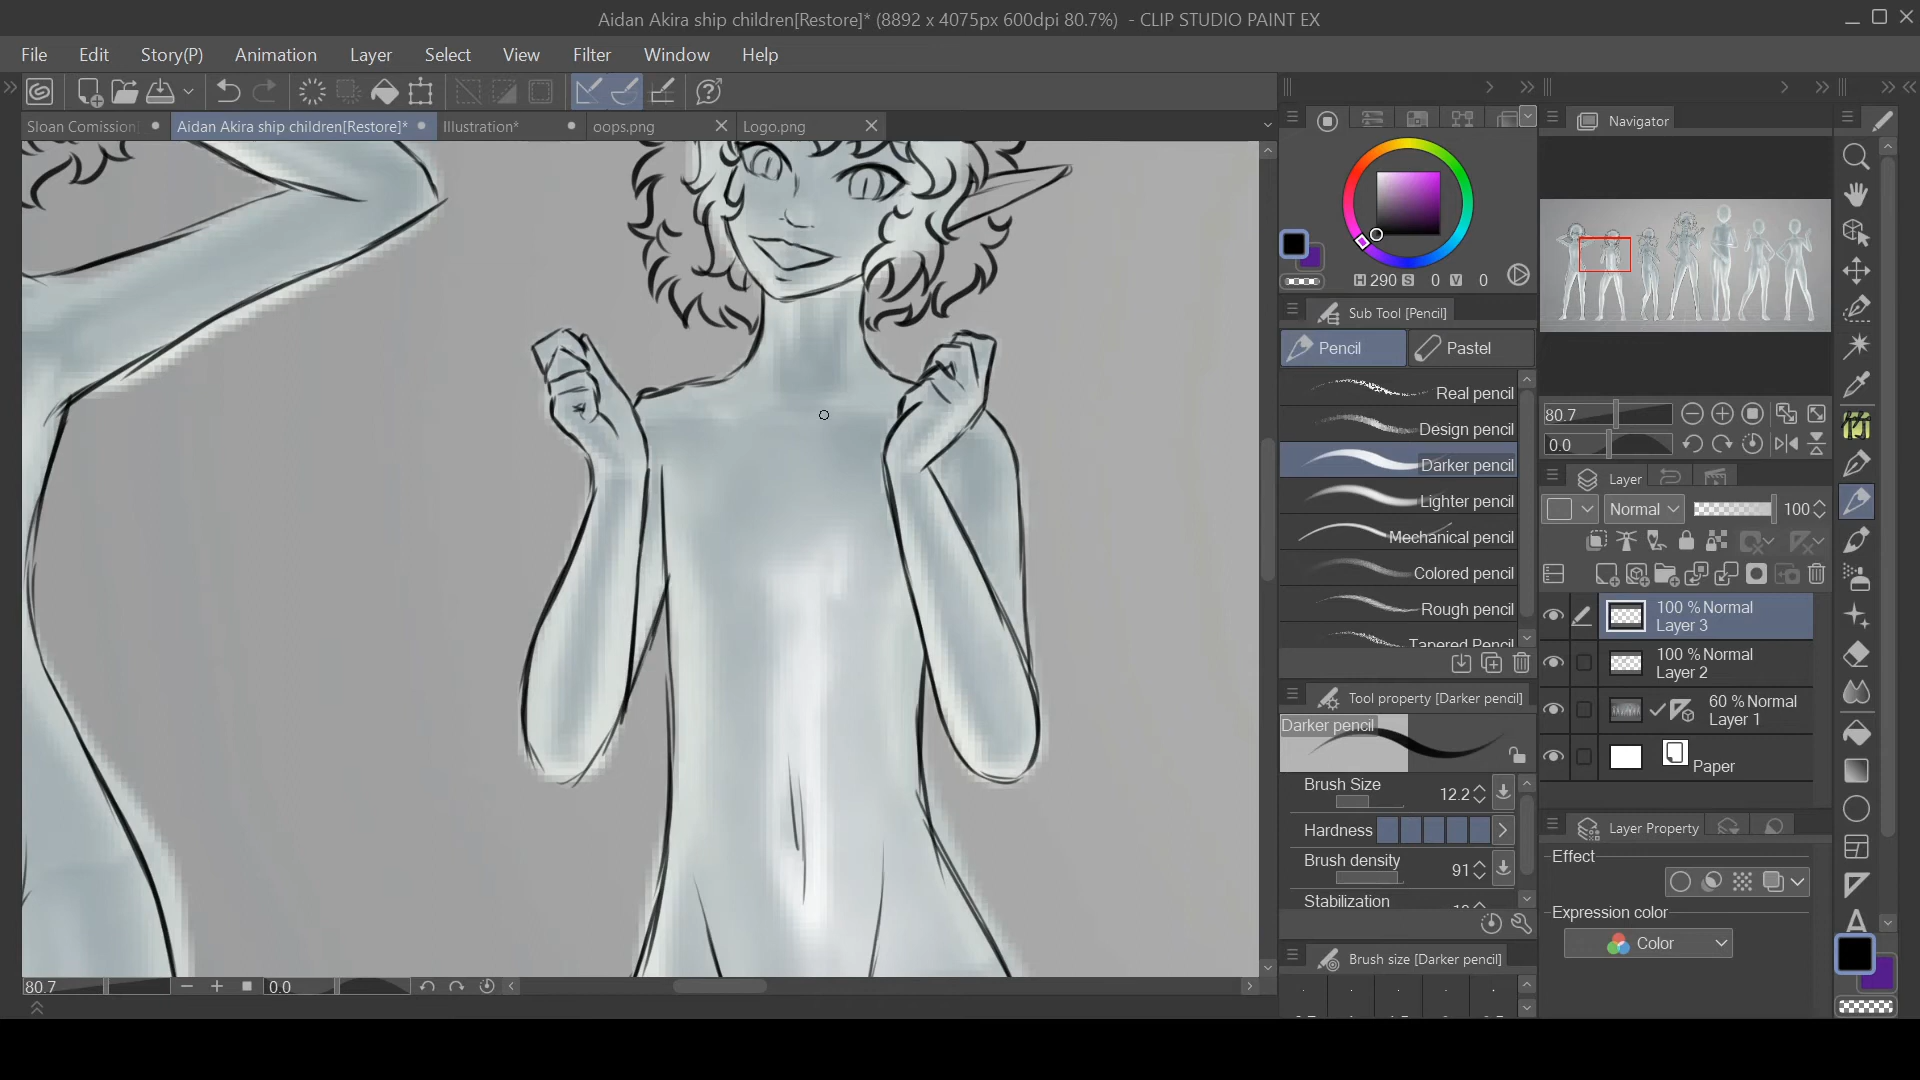 Aidan Akira ship children[Restore]* (8892 x 4075px 600dpi 80.7%) - CLIP STUDIO PAINT EX
File Edit Story(P) Animation Layer Select View Filter Window Help
Sloan Comission Aidan Akira ship children[Restore]* Illustration* oops.png Logo.png
Navigator
H 290 S 0 V 0
Sub Tool [Pencil]
Pencil Pastel
Real pencil
Design pencil
Darker pencil
Lighter pencil
Mechanical pencil
Colored pencil
Rough pencil
Tapered Pencil
80.7
0.0
Layer
Normal 100
100 % Normal
Layer 3
100 % Normal
Layer 2
60 % Normal
Layer 1
Paper
Tool property [Darker pencil]
Darker pencil
Brush Size 12.2
Hardness
Brush density 91
Stabilization
Brush size [Darker pencil]
Layer Property
Effect
Expression color
Color
80.7 0.0